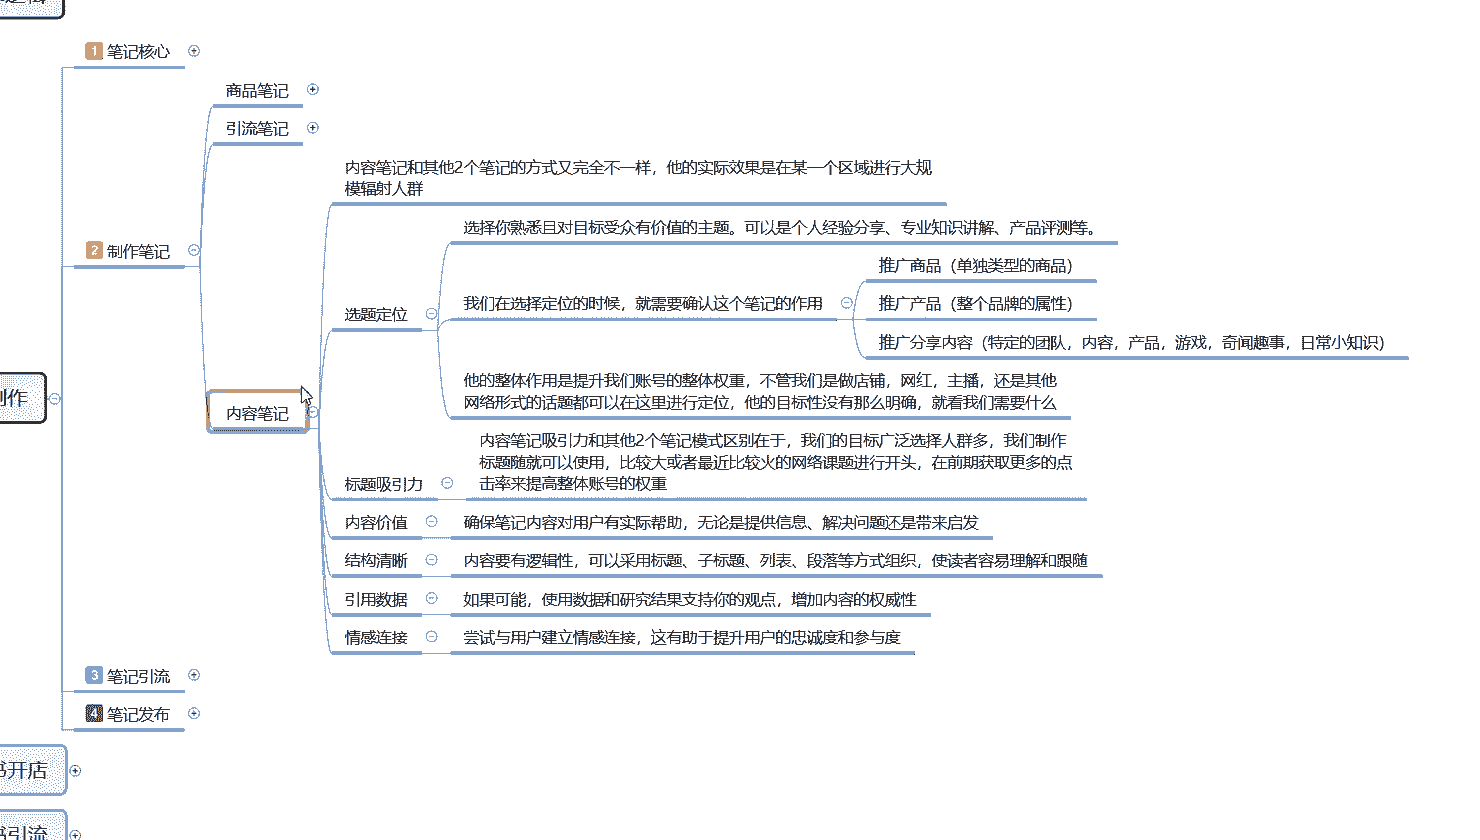 1 笔记核心
商品笔记
引流笔记
内容笔记和其他2个笔记的方式又完全不一样，他的实际效果是在某一个区域进行大规
模辐射人群
选择你熟悉且对目标受众有价值的主题。可以是个人经验分享、专业知识讲解、产品评测等。
2 制作笔记
推广商品（单独类型的商品）
选题定位
我们在选择定位的时候，就需要确认这个笔记的作用
推广产品（整个品牌的属性）
推广分享内容（特定的团队，内容，产品，游戏，奇闻趣事，日常小知识）
他的整体作用是提升我们账号的整体权重，不管我们是做店铺，网红，主播，还是其他
网络形式的话题都可以在这里进行定位，他的目标性没有那么明确，就看我们需要什么
制作
内容笔记
内容笔记吸引力和其他2个笔记模式区别在于，我们的目标广泛选择人群多，我们制作
标题随就可以使用，比较大或者最近比较火的网络课题进行开头，在前期获取更多的点
击率来提高整体账号的权重
标题吸引力
内容价值
确保笔记内容对用户有实际帮助，无论是提供信息、解决问题还是带来启发
结构清晰
内容要有逻辑性，可以采用标题、子标题、列表、段落等方式组织，使读者容易理解和跟随
引用数据
如果可能，使用数据和研究结果支持你的观点，增加内容的权威性
情感连接
尝试与用户建立情感连接，这有助于提升用户的忠诚度和参与度
3 笔记引流
4 笔记发布
书开店
书引流